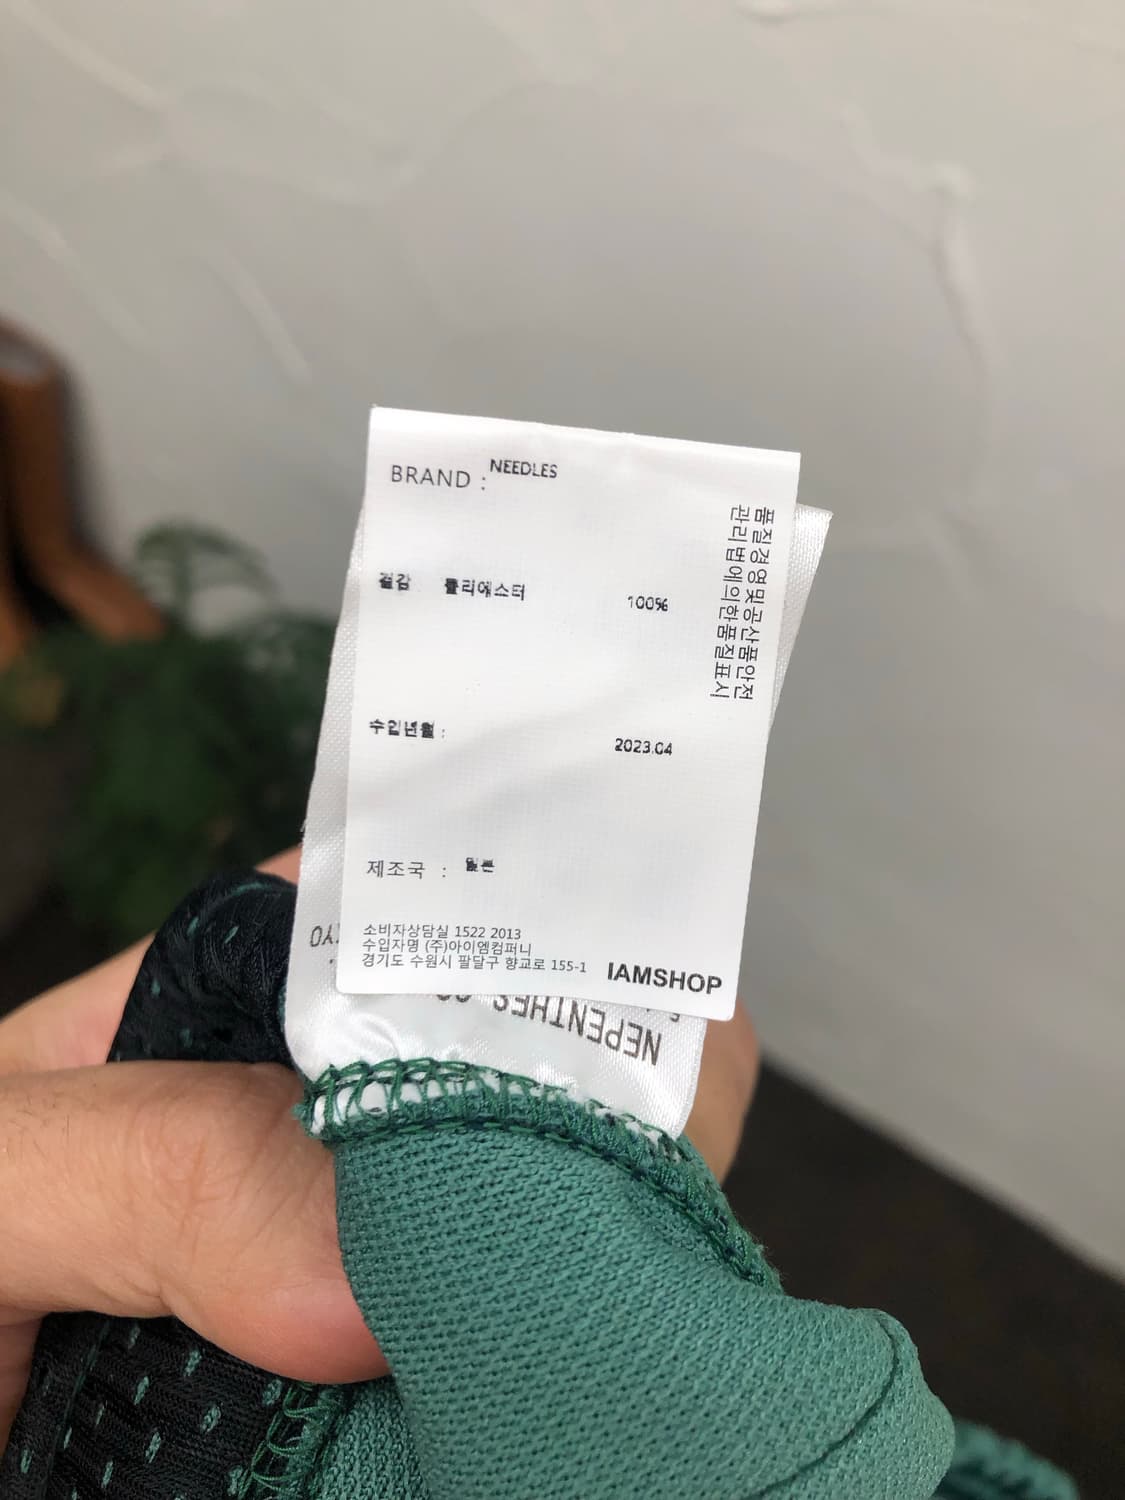 BRAND : NEEDLES
겉감 폴리에스터 100%
수입년월 : 2023.04
제조국 : 일본
소비자상담실 1522 2013
수입자명 (주)아이엠컴퍼니
경기도 수원시 팔달구 향교로 155-1
IAMSHOP
품질경영및공산품안전
관리법에의한품질표시
NEPENTHES